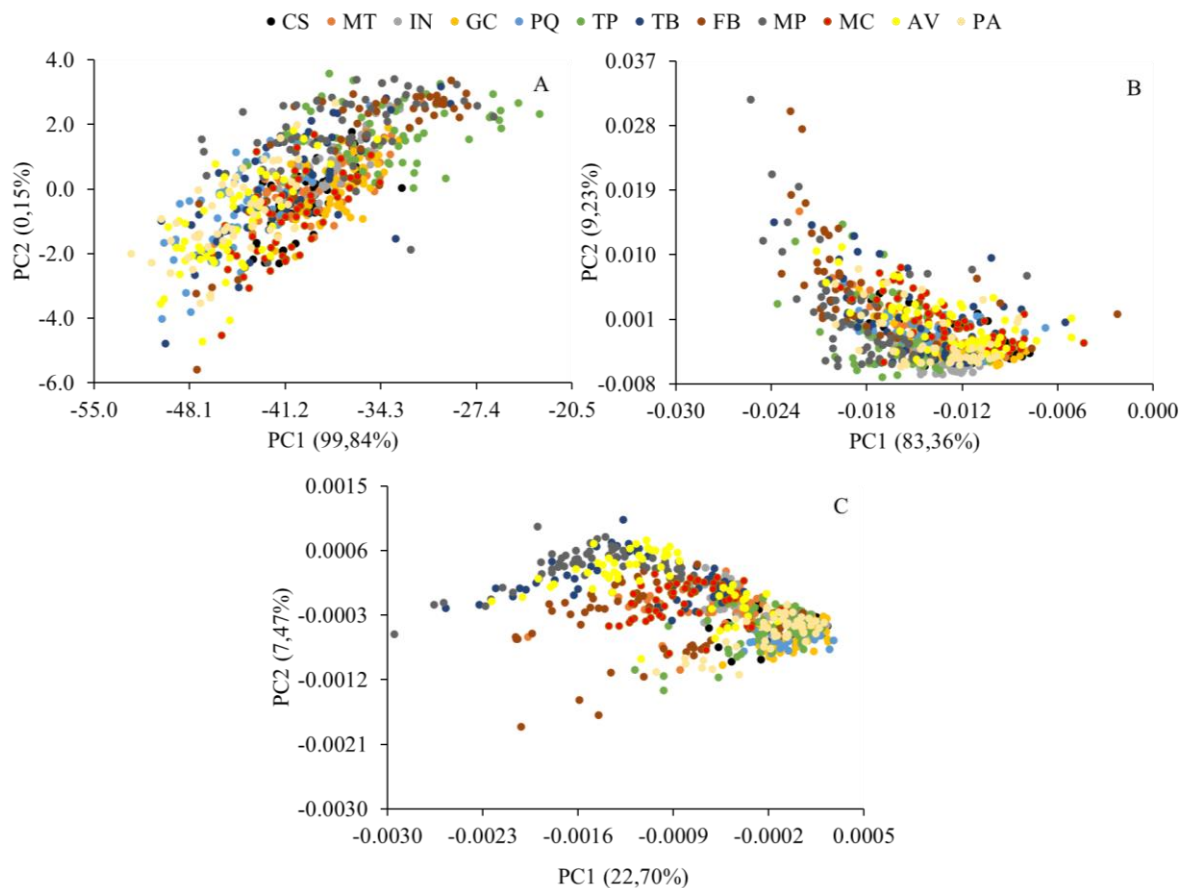 CS MT IN GC PQ TP TB FB MP MC AV PA
A
4.0
2.0
0.0
-2.0
-4.0
-6.0
PC2 (0,15%)
-55.0 -48.1 -41.2 -34.3 -27.4 -20.5
PC1 (99,84%)
B
0.037
0.028
0.019
0.010
0.001
-0.008
PC2 (9,23%)
-0.030 -0.024 -0.018 -0.012 -0.006 0.000
PC1 (83,36%)
C
0.0015
0.0006
-0.0003
-0.0012
-0.0021
-0.0030
PC2 (7,47%)
-0.0030 -0.0023 -0.0016 -0.0009 -0.0002 0.0005
PC1 (22,70%)